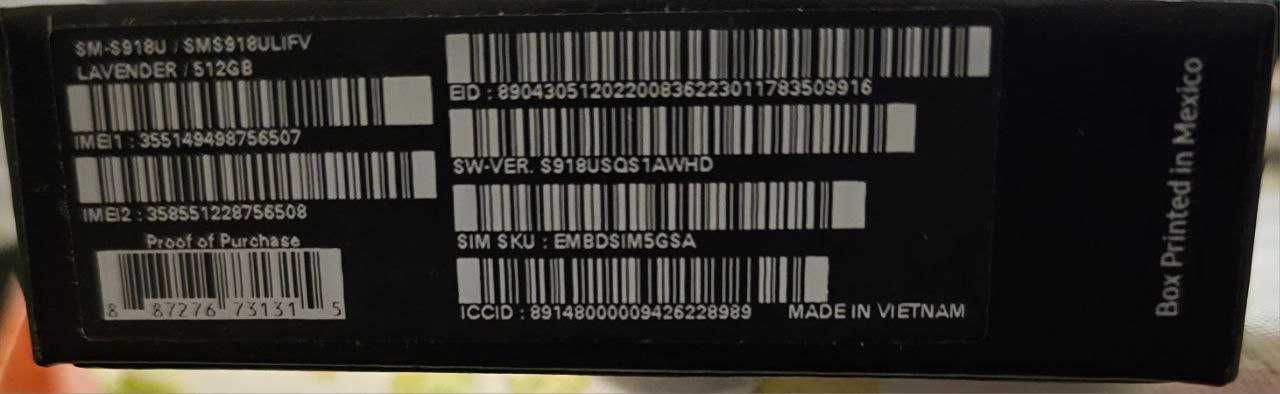 SM-S918U / SMS918ULIFV
LAVENDER / 512GB
IMEI1 : 355149498756507
IMEI2 : 358551228756508
Proof of Purchase
8 87276 73131 5
EID : 89043051202200836223011783509916
SW-VER. S918USQS1AWHD
SIM SKU : EMBDSIM5GSA
ICCID : 89148000009426228989
MADE IN VIETNAM
Box Printed in Mexico